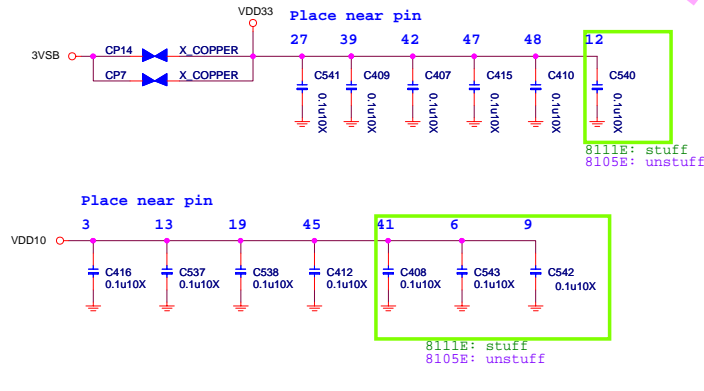 VDD33
Place near pin
3VSB
CP14 X_COPPER
CP7 X_COPPER
27 39 42 47 48 12
C541 C409 C407 C415 C410 C540
0.1u10X 0.1u10X 0.1u10X 0.1u10X 0.1u10X 0.1u10X
8111E: stuff
8105E: unstuff
Place near pin
3 13 19 45 41 6 9
VDD10
C416 C537 C538 C412 C408 C543 C542
0.1u10X 0.1u10X 0.1u10X 0.1u10X 0.1u10X 0.1u10X 0.1u10X
8111E: stuff
8105E: unstuff